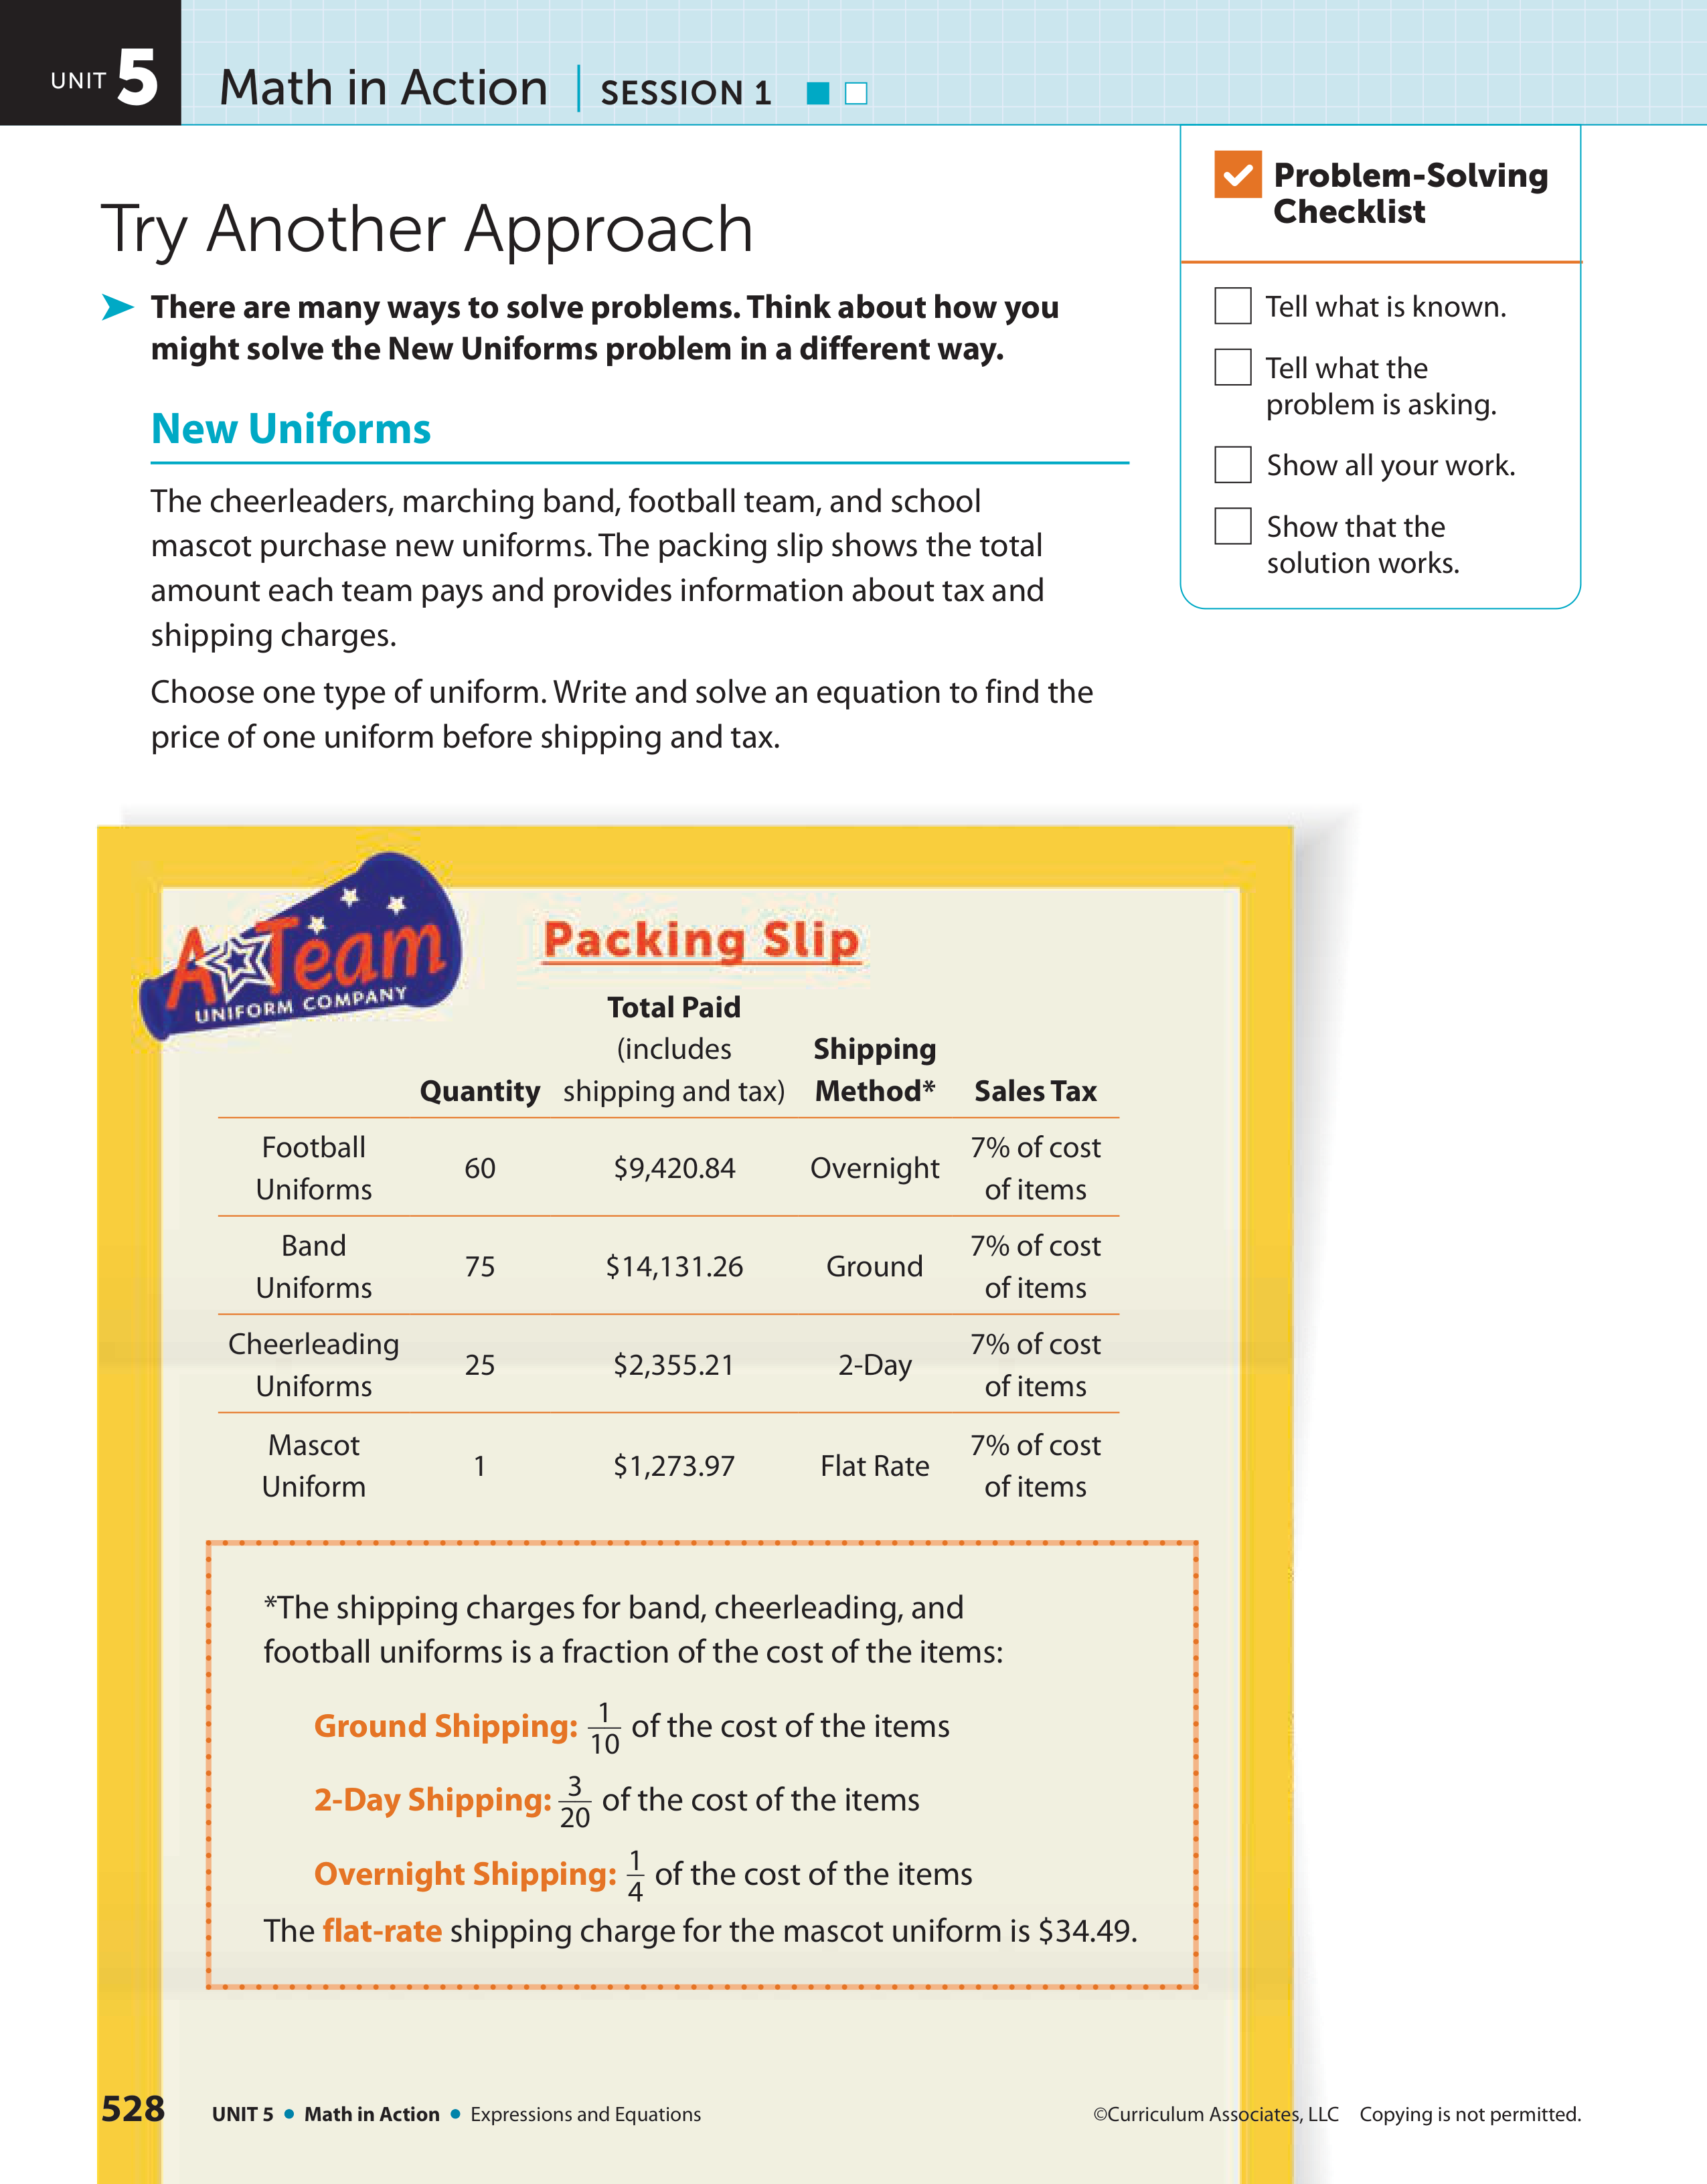 UNIT 5 Math in Action | SESSION 1
Problem-Solving
Checklist
Tell what is known.
Tell what the
problem is asking.
Show all your work.
Show that the
solution works.
Try Another Approach
There are many ways to solve problems. Think about how you
might solve the New Uniforms problem in a different way.
New Uniforms
The cheerleaders, marching band, football team, and school
mascot purchase new uniforms. The packing slip shows the total
amount each team pays and provides information about tax and
shipping charges.
Choose one type of uniform. Write and solve an equation to find the
price of one uniform before shipping and tax.
A Team
UNIFORM COMPANY
Packing Slip
Total Paid
(includes Shipping
Quantity shipping and tax) Method* Sales Tax
Football 7% of cost
Uniforms 60 $9,420.84 Overnight of items
Band 7% of cost
Uniforms 75 $14,131.26 Ground of items
Cheerleading 7% of cost
Uniforms 25 $2,355.21 2-Day of items
Mascot 7% of cost
Uniform 1 $1,273.97 Flat Rate of items
*The shipping charges for band, cheerleading, and
football uniforms is a fraction of the cost of the items:
Ground Shipping: 1/10 of the cost of the items
2-Day Shipping: 3/20 of the cost of the items
Overnight Shipping: 1/4 of the cost of the items
The flat-rate shipping charge for the mascot uniform is $34.49.
528 UNIT 5 • Math in Action • Expressions and Equations ©Curriculum Associates, LLC Copying is not permitted.